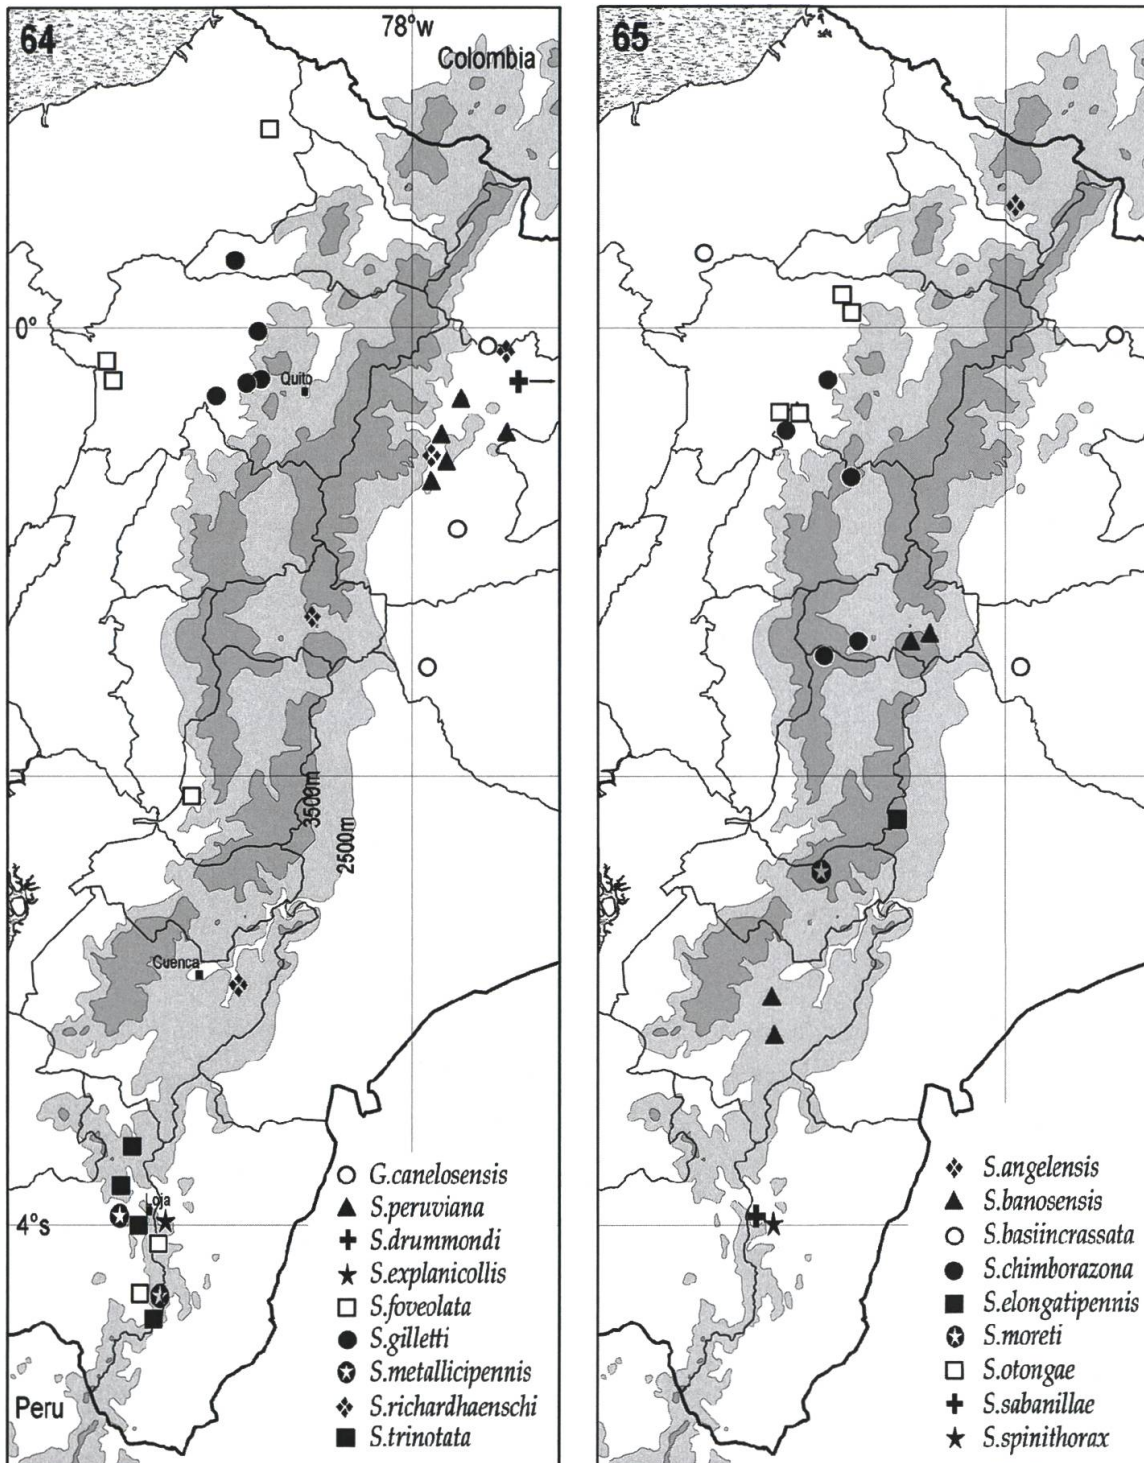 64
78°w
Colombia
0°
Quito
3500m
2500m
Cuenca
Loja
4°s
Peru
G.canelosensis
S.peruviana
S.drummondi
S.explanicollis
S.foveolata
S.gilletti
S.metallicipennis
S.richardhaenschi
S.trinotata
65
S.angelensis
S.banosensis
S.basiincrassata
S.chimborazona
S.elongatipennis
S.moreti
S.otongae
S.sabanillae
S.spinithorax